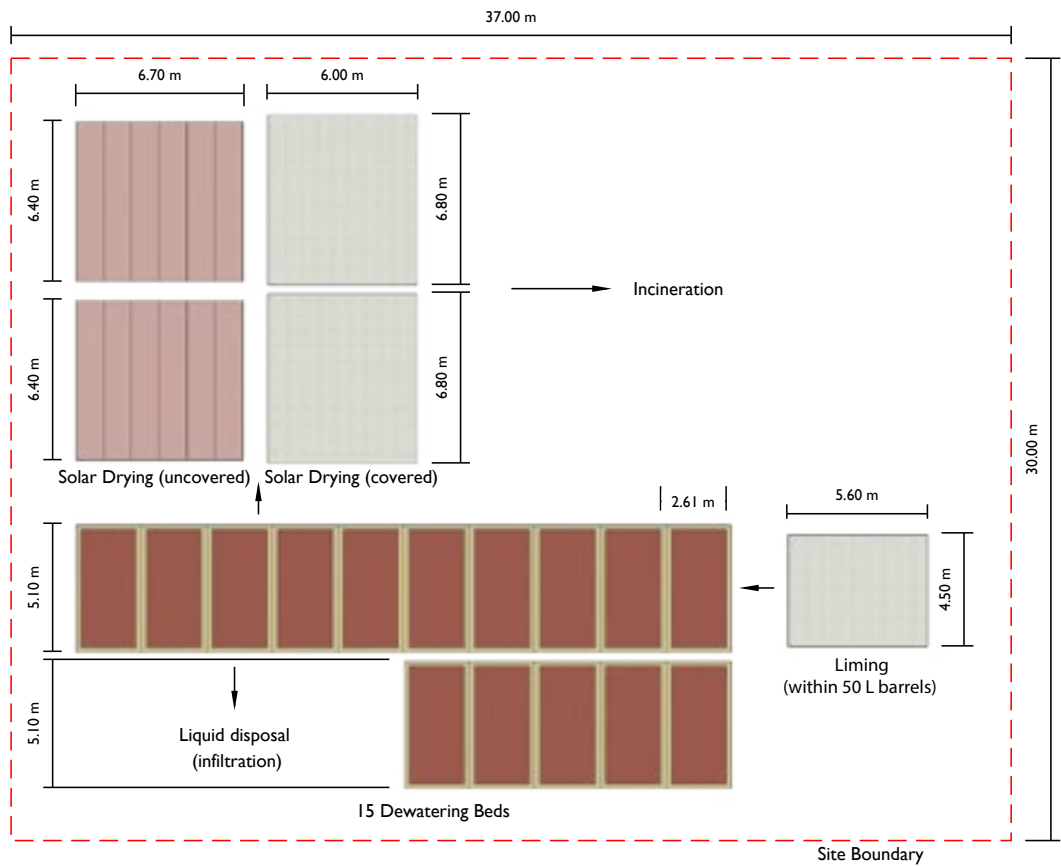 37.00 m
6.70 m
6.00 m
6.40 m
6.80 m
Incineration
6.40 m
6.80 m
30.00 m
Solar Drying (uncovered)
Solar Drying (covered)
2.61 m
5.60 m
5.10 m
4.50 m
Liming
(within 50 L barrels)
5.10 m
Liquid disposal
(infiltration)
15 Dewatering Beds
Site Boundary